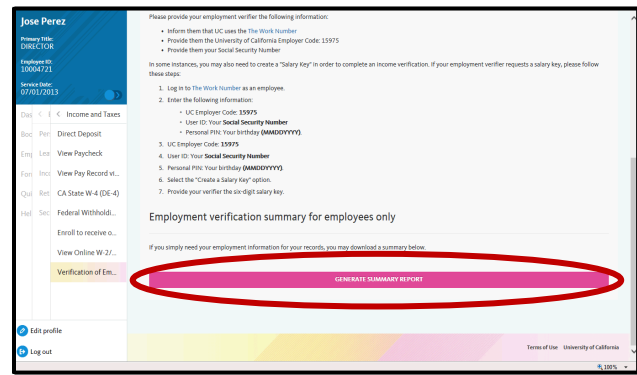 Jose Perez
Primary Title:
DIRECTOR
Employee ID:
10004721
Service Date:
07/01/2013
Income and Taxes
Direct Deposit
View Paycheck
View Pay Record vi...
CA State W-4 (DE-4)
Federal Withholdi...
Enroll to receive o...
View Online W-2/...
Verification of Em...
Edit profile
Log out
Please provide your employment verifier the following information:
• Inform them that UC uses the The Work Number
• Provide them the University of California Employer Code: 15975
• Provide them your Social Security Number
In some instances, you may also need to create a "Salary Key" in order to complete an income verification. If your employment verifier requests a salary key, please follow
these steps:
1. Log in to The Work Number as an employee.
2. Enter the following information:
◦ UC Employer Code: 15975
◦ User ID: Your Social Security Number
◦ Personal PIN: Your birthday (MMDDYYYY).
3. UC Employer Code: 15975
4. User ID: Your Social Security Number
5. Personal PIN: Your birthday (MMDDYYYY).
6. Select the "Create a Salary Key" option.
7. Provide your verifier the six-digit salary key.
Employment verification summary for employees only
If you simply need your employment information for your records, you may download a summary below.
GENERATE SUMMARY REPORT
Terms of Use University of California
100%